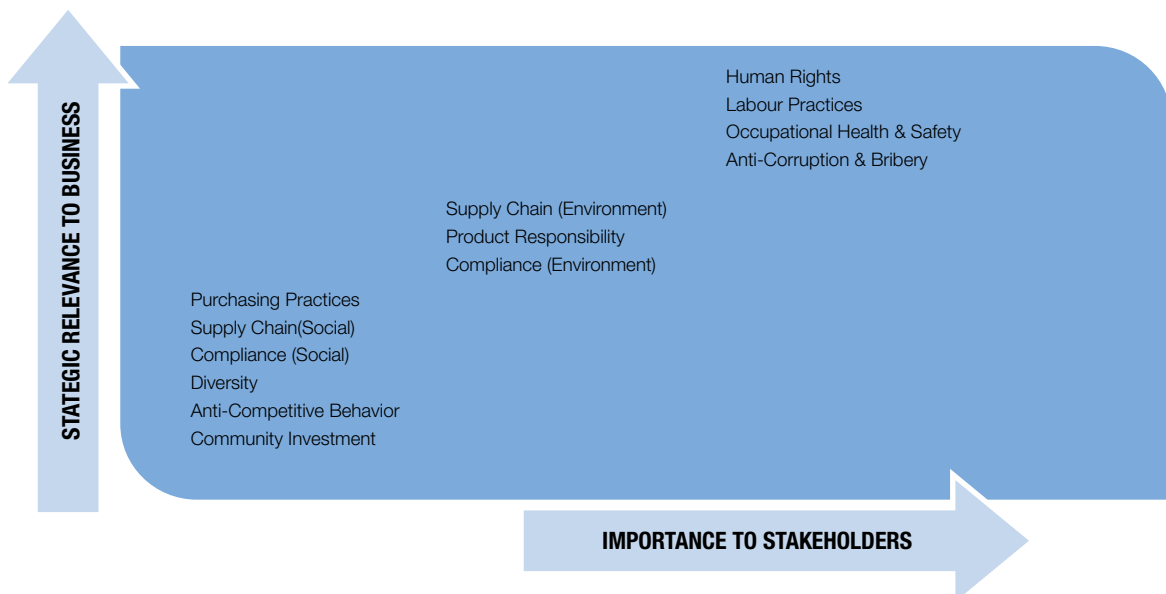 STATEGIC RELEVANCE TO BUSINESS
Human Rights
Labour Practices
Occupational Health & Safety
Anti-Corruption & Bribery
Supply Chain (Environment)
Product Responsibility
Compliance (Environment)
Purchasing Practices
Supply Chain(Social)
Compliance (Social)
Diversity
Anti-Competitive Behavior
Community Investment
IMPORTANCE TO STAKEHOLDERS